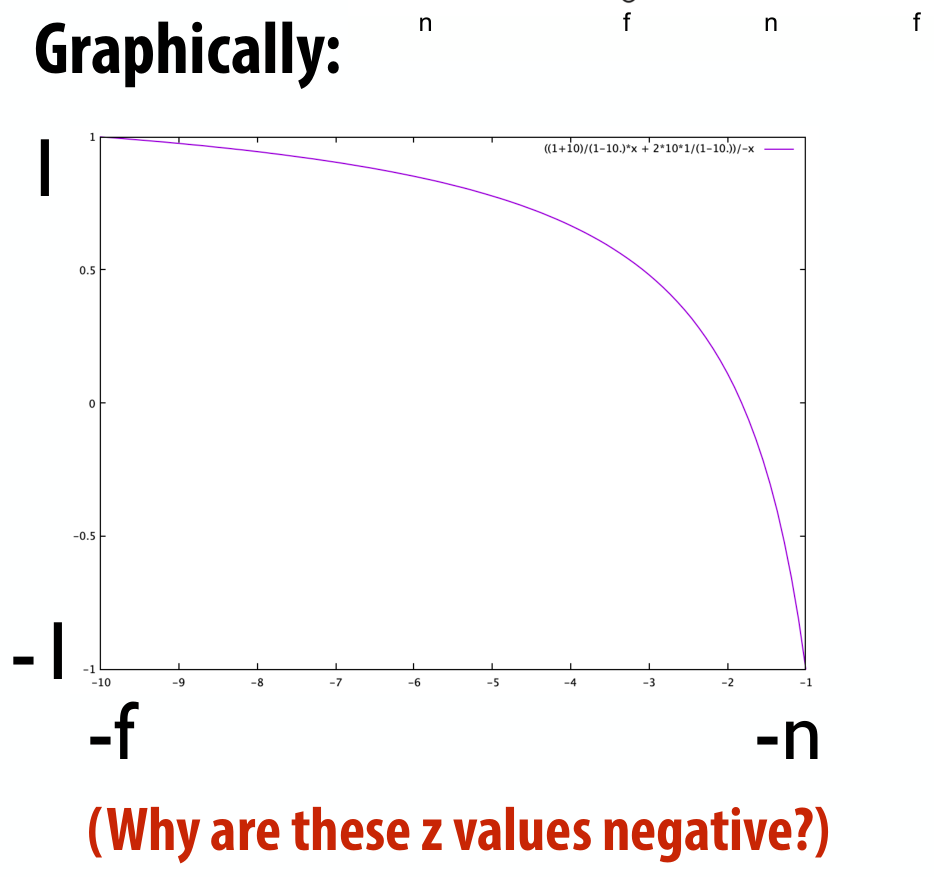 n f n f
Graphically:
1
((1+10)/(1-10.)*x + 2*10*1/(1-10.))/-x
1
0.5
0
-0.5
-1
-1
-10 -9 -8 -7 -6 -5 -4 -3 -2 -1
-f -n
(Why are these z values negative?)